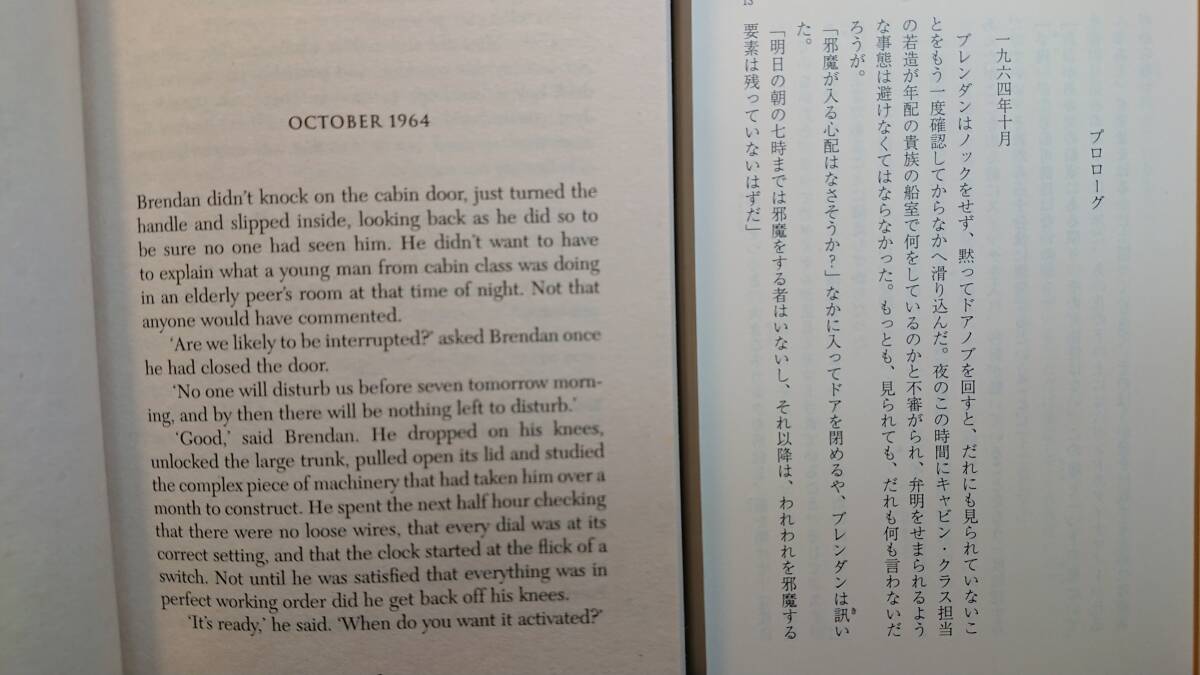 OCTOBER 1964
Brendan didn't knock on the cabin door, just turned the
handle and slipped inside, looking back as he did so to
be sure no one had seen him. He didn't want to have
to explain what a young man from cabin class was doing
in an elderly peer's room at that time of night. Not that
anyone would have commented.
'Are we likely to be interrupted?' asked Brendan once
he had closed the door.
'No one will disturb us before seven tomorrow morn-
ing, and by then there will be nothing left to disturb.'
'Good,' said Brendan. He dropped on his knees,
unlocked the large trunk, pulled open its lid and studied
the complex piece of machinery that had taken him over a
month to construct. He spent the next half hour checking
that there were no loose wires, that every dial was at its
correct setting, and that the clock started at the flick of a
switch. Not until he was satisfied that everything was in
perfect working order did he get back off his knees.
'It's ready,' he said. 'When do you want it activated?'
13
プロローグ
一九六四年十月
ブレンダンはノックをせず、黙ってドアノブを回すと、だれにも見られていないこ
とをもう一度確認してからなかへ滑り込んだ。夜のこの時間にキャビン・クラス担当
の若造が年配の貴族の船室で何をしているのかと不審がられ、弁明をせまられるよう
な事態は避けなくてはならなかった。もっとも、見られても、だれも何も言わないだ
ろうが。
「邪魔が入る心配はなさそうか？」なかに入ってドアを閉めるや、ブレンダンは訊い
き
た。
「明日の朝の七時までは邪魔をする者はいないし、それ以降は、われわれを邪魔する
要素は残っていないはずだ」